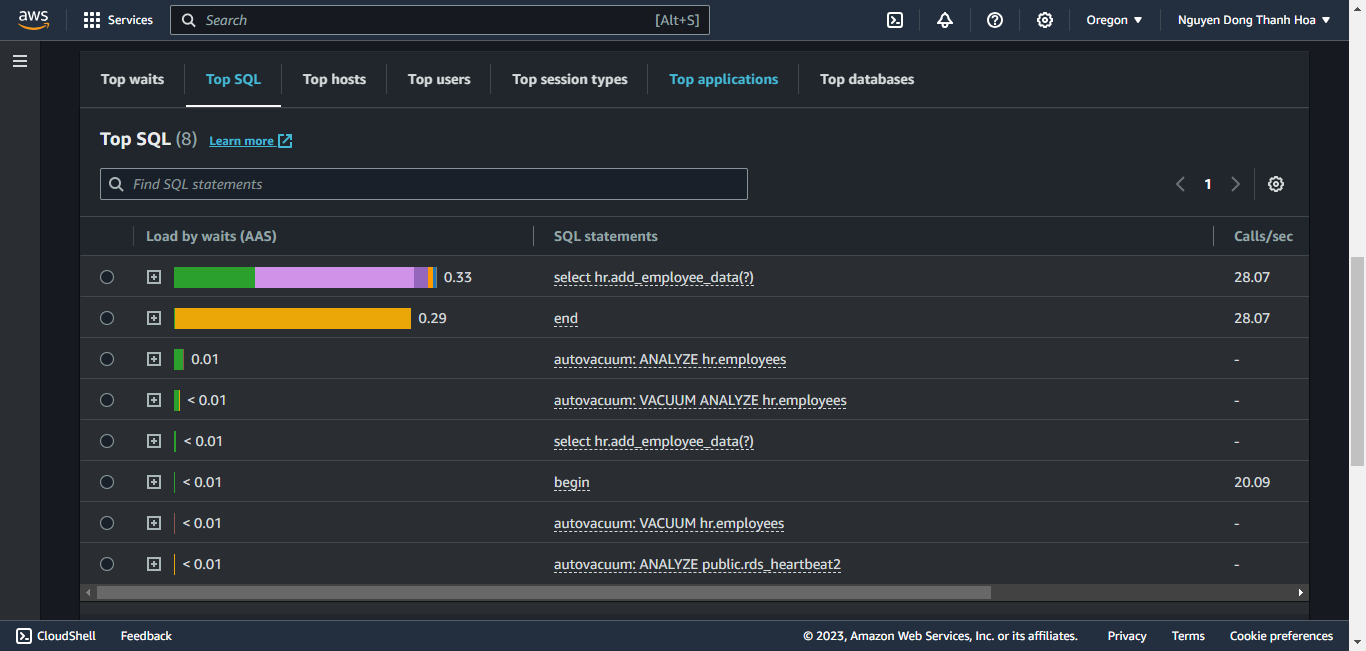 aws Services Search [Alt+S] Oregon Nguyen Dong Thanh Hoa
Top waits Top SQL Top hosts Top users Top session types Top applications Top databases
Top SQL (8) Learn more
Find SQL statements 1
Load by waits (AAS) SQL statements Calls/sec
0.33 select hr.add_employee_data(?) 28.07
0.29 end 28.07
0.01 autovacuum: ANALYZE hr.employees -
< 0.01 autovacuum: VACUUM ANALYZE hr.employees -
< 0.01 select hr.add_employee_data(?) -
< 0.01 begin 20.09
< 0.01 autovacuum: VACUUM hr.employees -
< 0.01 autovacuum: ANALYZE public.rds_heartbeat2 -
CloudShell Feedback © 2023, Amazon Web Services, Inc. or its affiliates. Privacy Terms Cookie preferences